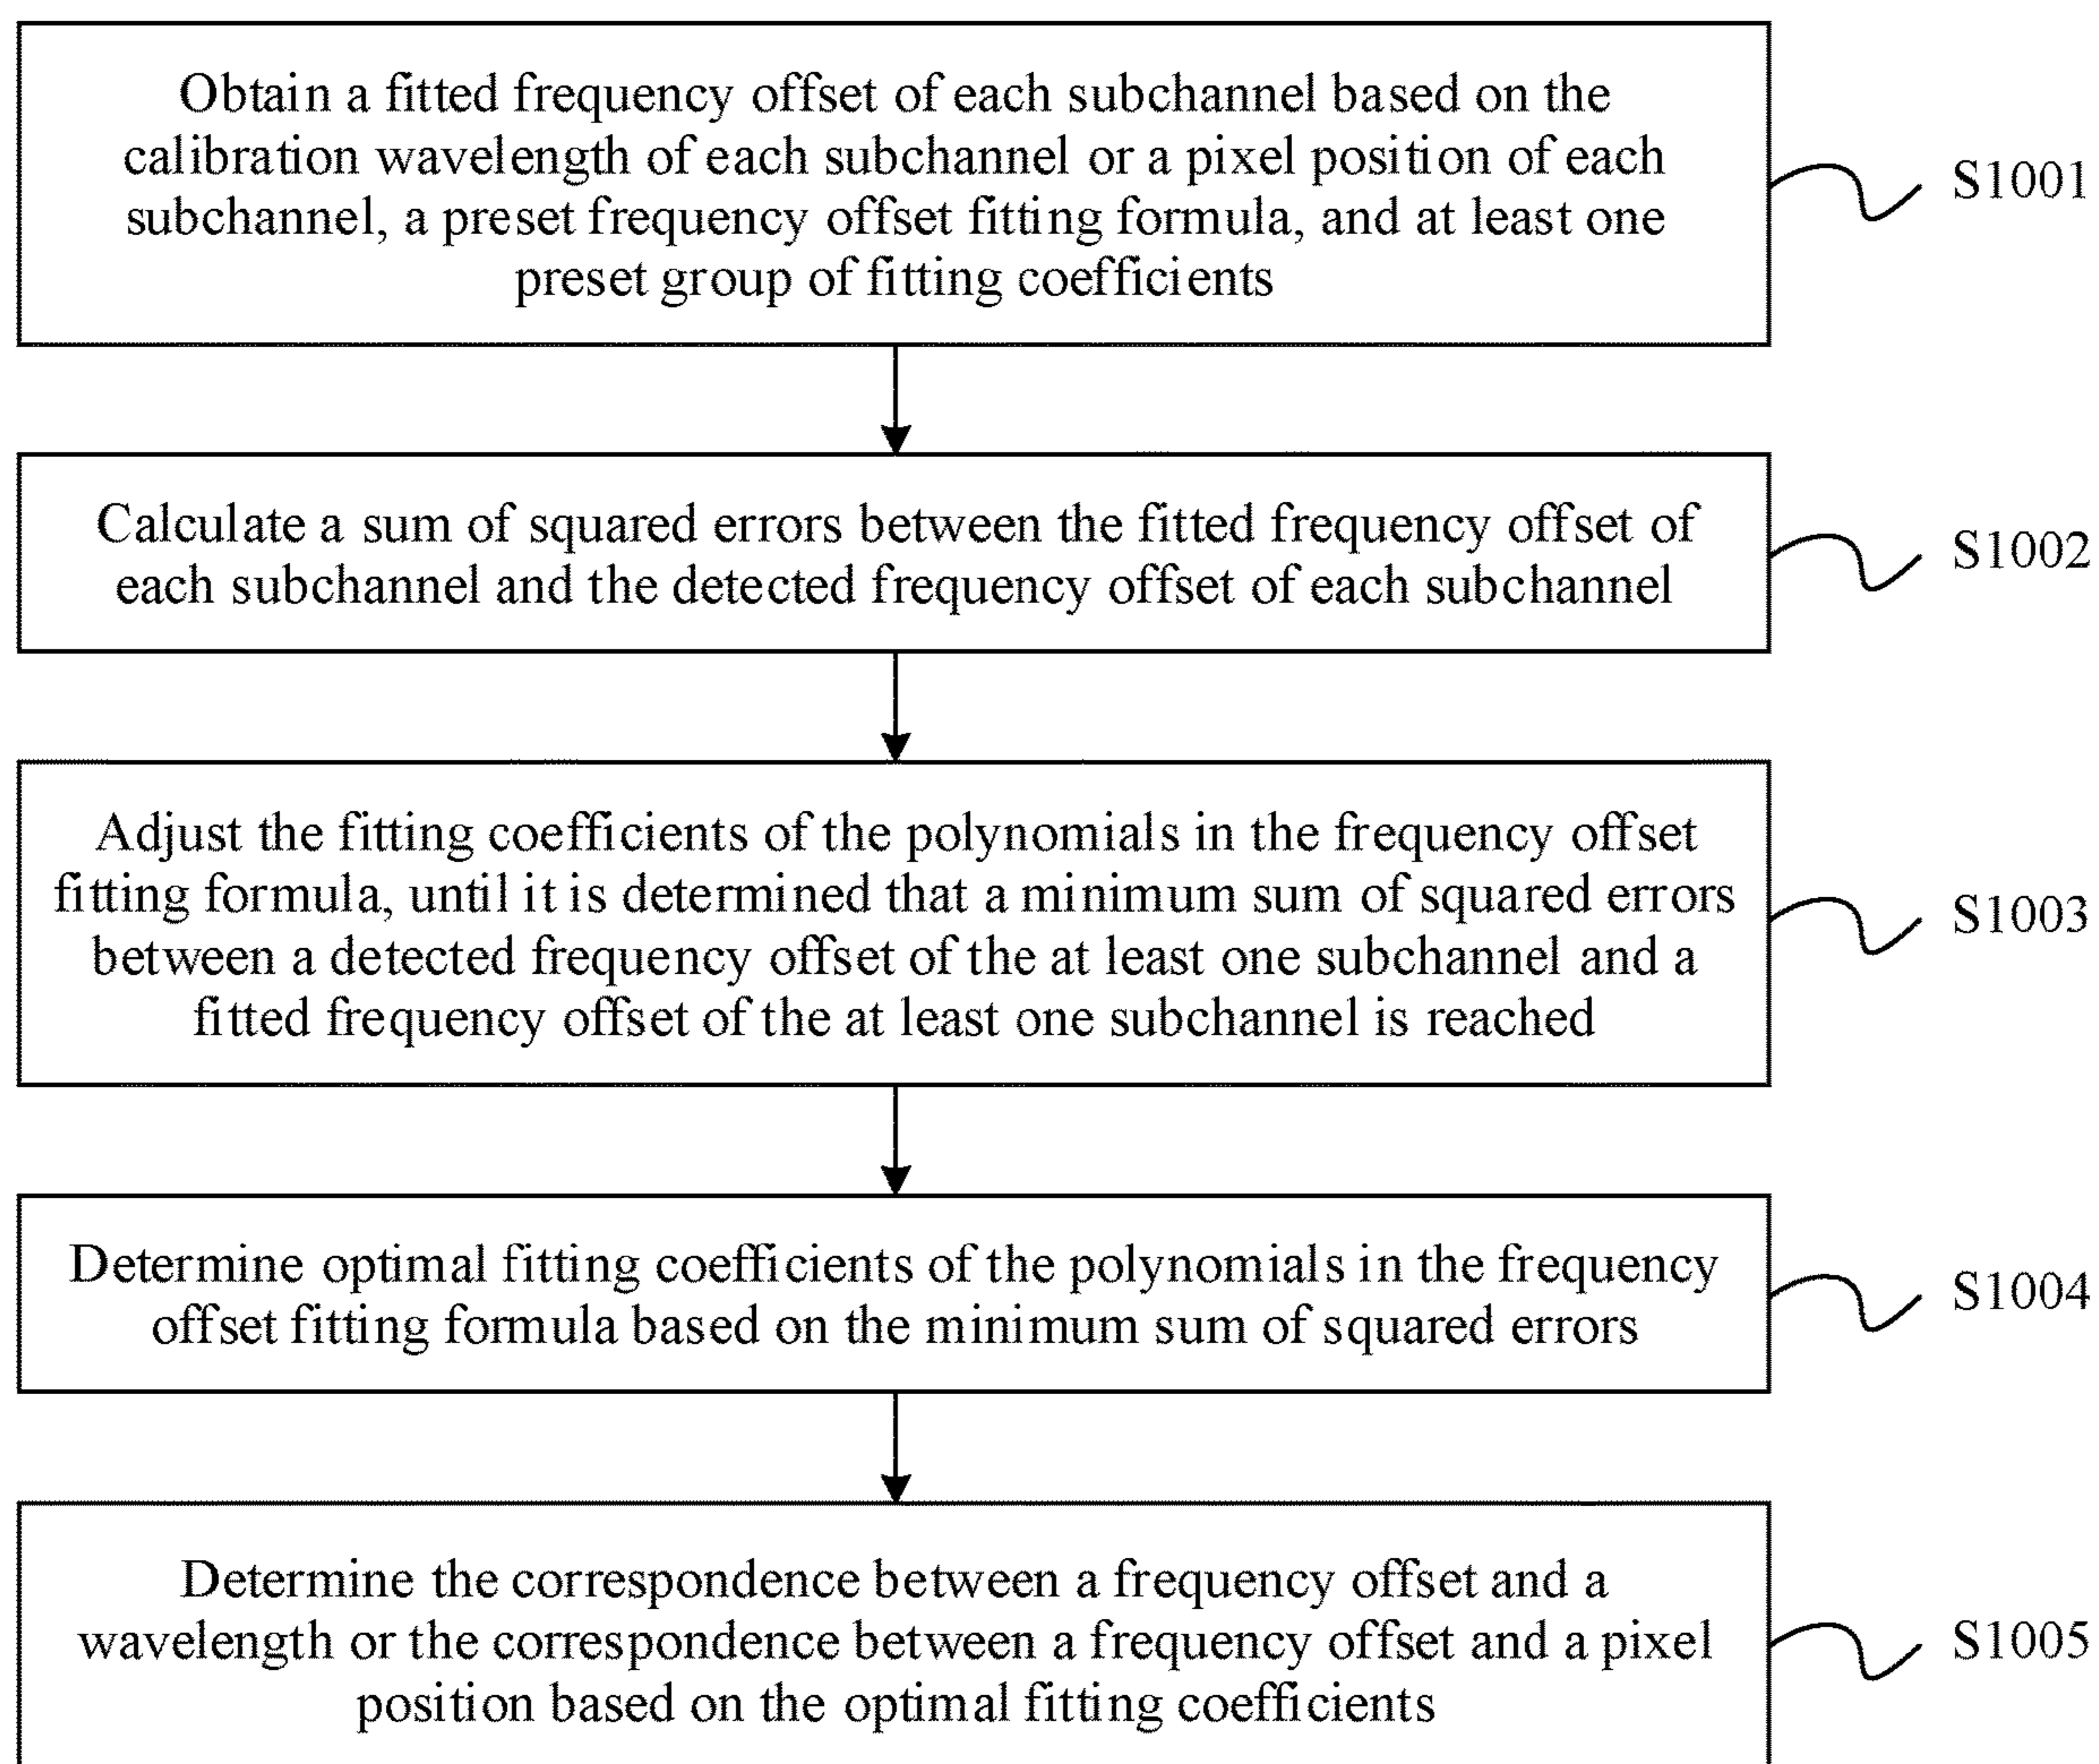 Obtain a fitted frequency offset of each subchannel based on the
calibration wavelength of each subchannel or a pixel position of each
subchannel, a preset frequency offset fitting formula, and at least one
preset group of fitting coefficients
S1001
Calculate a sum of squared errors between the fitted frequency offset of
each subchannel and the detected frequency offset of each subchannel
S1002
Adjust the fitting coefficients of the polynomials in the frequency offset
fitting formula, until it is determined that a minimum sum of squared errors
between a detected frequency offset of the at least one subchannel and a
fitted frequency offset of the at least one subchannel is reached
S1003
Determine optimal fitting coefficients of the polynomials in the frequency
offset fitting formula based on the minimum sum of squared errors
S1004
Determine the correspondence between a frequency offset and a
wavelength or the correspondence between a frequency offset and a pixel
position based on the optimal fitting coefficients
S1005